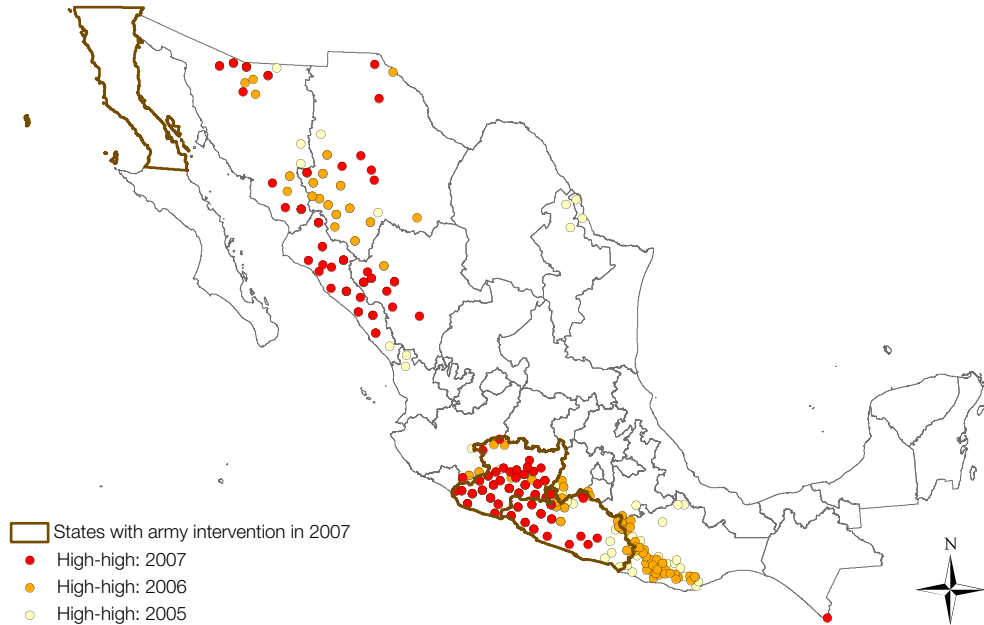 States with army intervention in 2007
High-high: 2007
High-high: 2006
High-high: 2005
N